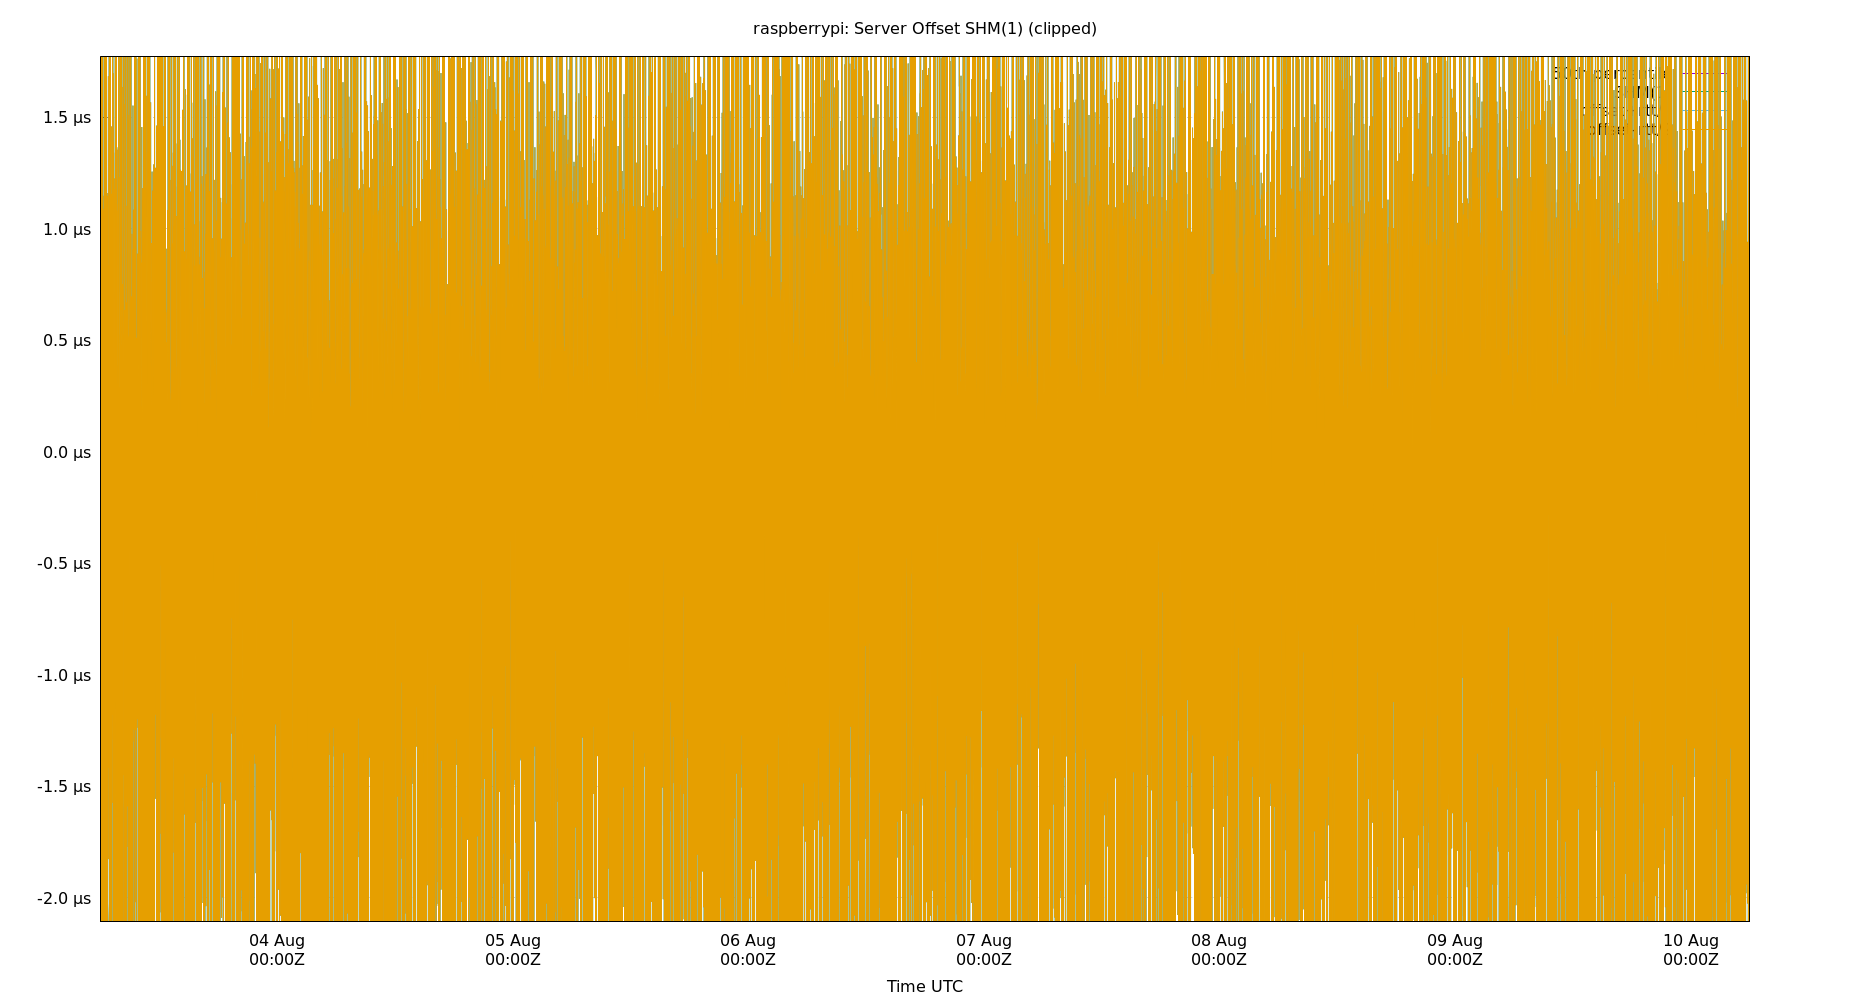 raspberrypi: Server Offset SHM(1) (clipped)
1.5 µs
1.0 µs
0.5 µs
0.0 µs
-0.5 µs
-1.0 µs
-1.5 µs
-2.0 µs
04 Aug 05 Aug 06 Aug 07 Aug 08 Aug 09 Aug 10 Aug
00:00Z 00:00Z 00:00Z 00:00Z 00:00Z 00:00Z 00:00Z
Time UTC